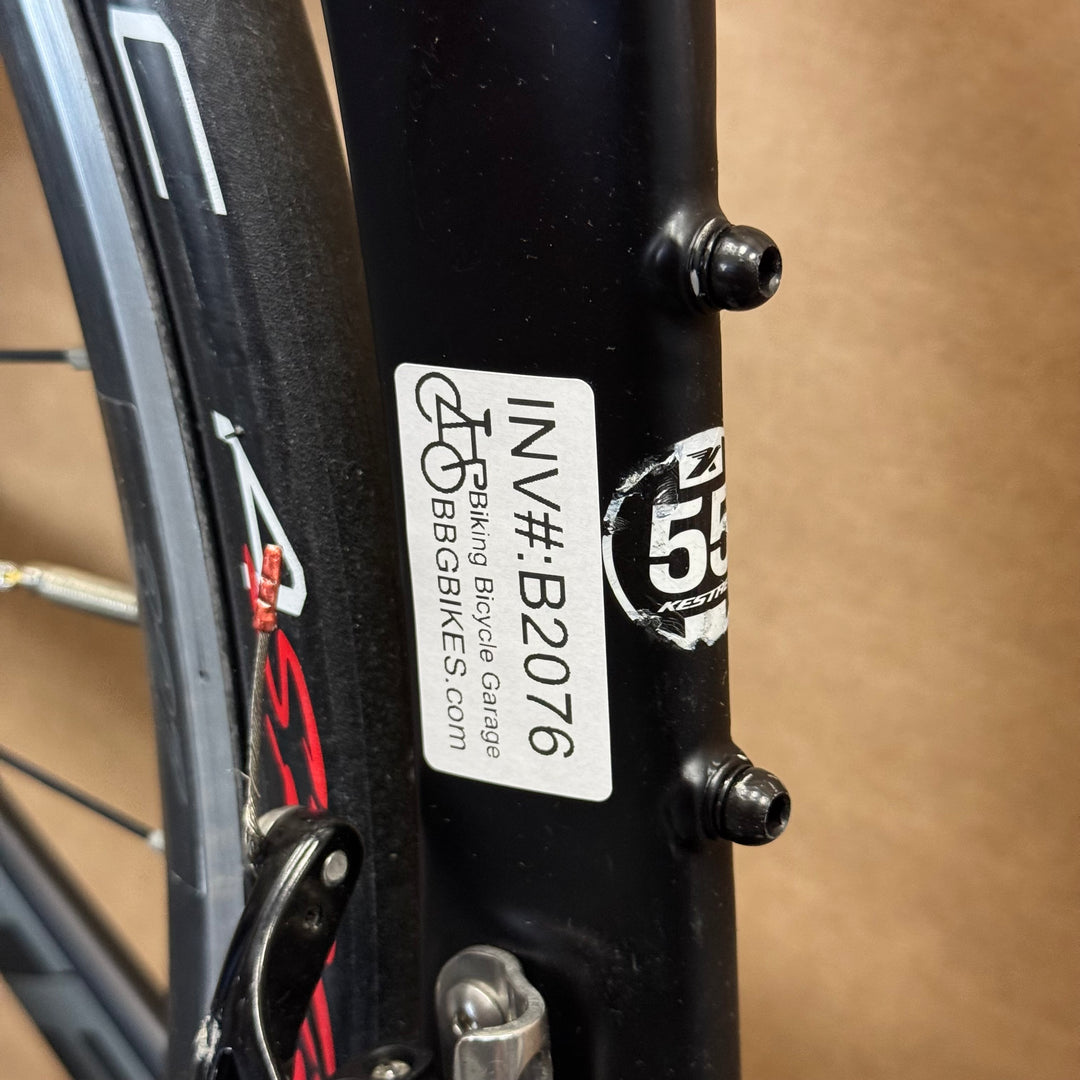 INV#:B2076
Biking Bicycle Garage
BBGBIKES.com
55